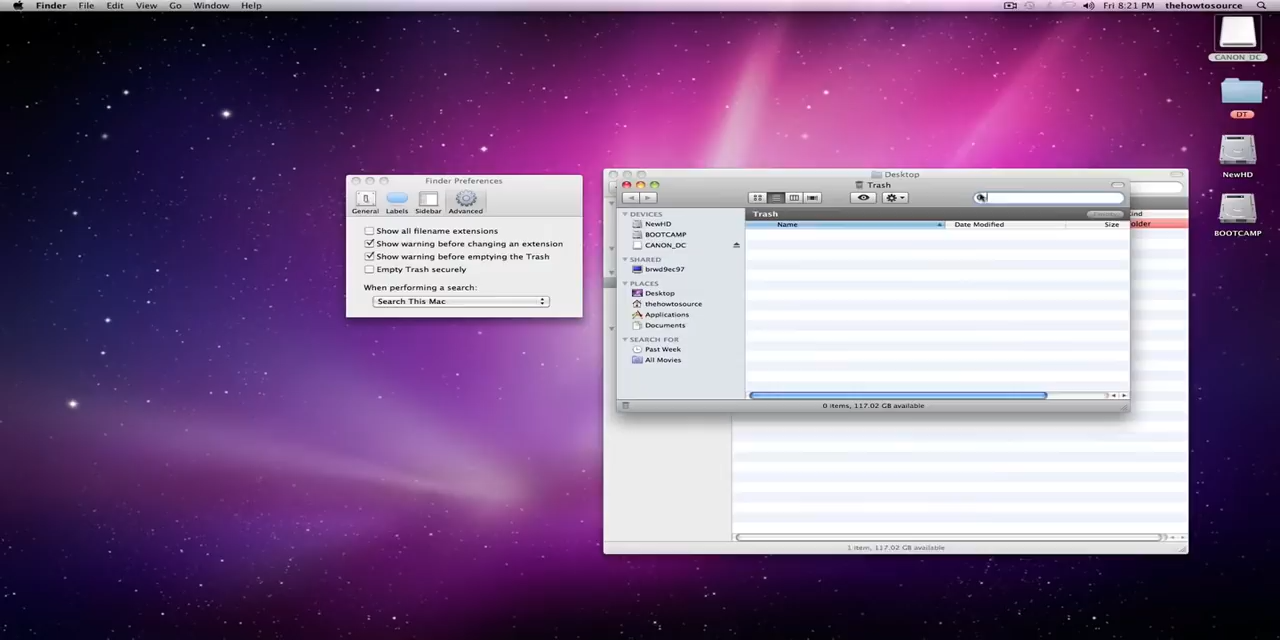 Finder File Edit View Go Window Help
Fri 8:21 PM thehowtosource
CANON_DC
DT
NewHD
BOOTCAMP
Finder Preferences
General Labels Sidebar Advanced
Show all filename extensions
Show warning before changing an extension
Show warning before emptying the Trash
Empty Trash securely
When performing a search:
Search This Mac
Desktop
Trash
DEVICES
NewHD
BOOTCAMP
CANON_DC
SHARED
brwd9ec97
PLACES
Desktop
thehowtosource
Applications
Documents
SEARCH FOR
Past Week
All Movies
Trash
Name Date Modified Size
0 items, 117.02 GB available
1 item, 117.02 GB available